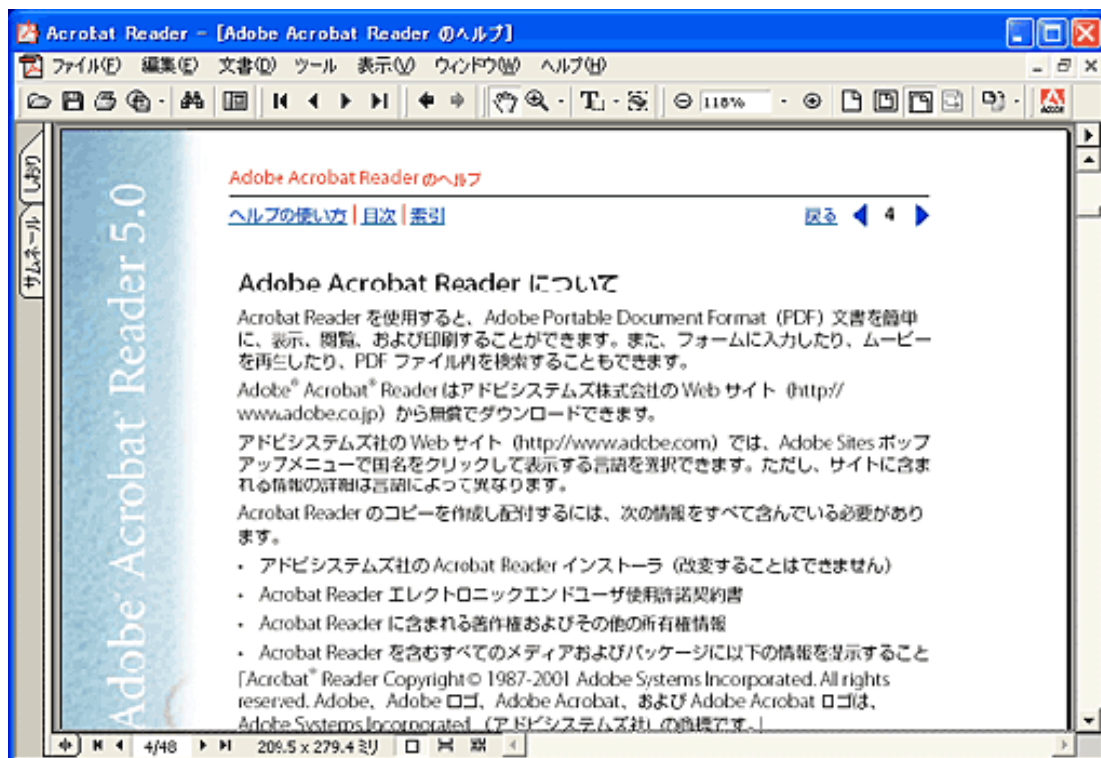 Acrobat Reader - [Adobe Acrobat Reader のヘルプ]
ファイル(F) 編集(E) 文書(D) ツール 表示(V) ウィンドウ(W) ヘルプ(H)
118%
ADOBE
しおり
サムネール
Adobe Acrobat Reader 5.0
Adobe Acrobat Reader のヘルプ
ヘルプの使い方 | 目次 | 索引
戻る 4
Adobe Acrobat Reader について
Acrobat Reader を使用すると、Adobe Portable Document Format (PDF) 文書を簡単
に、表示、閲覧、および印刷することができます。また、フォームに入力したり、ムービー
を再生したり、PDF ファイル内を検索することもできます。
Adobe® Acrobat® Reader はアドビシステムズ株式会社の Web サイト (http://
www.adobe.co.jp) から無償でダウンロードできます。
アドビシステムズ社の Web サイト (http://www.adobe.com) では、Adobe Sites ポップ
アップメニューで国名をクリックして表示する言語を選択できます。ただし、サイトに含ま
れる情報の詳細は言語によって異なります。
Acrobat Reader のコピーを作成し配付するには、次の情報をすべて含んでいる必要があり
ます。
• アドビシステムズ社の Acrobat Reader インストーラ (改変することはできません)
• Acrobat Reader エレクトロニックエンドユーザ使用許諾契約書
• Acrobat Reader に含まれる著作権およびその他の所有権情報
• Acrobat Reader を含むすべてのメディアおよびパッケージに以下の情報を提示すること
「Acrobat® Reader Copyright © 1987-2001 Adobe Systems Incorporated. All rights
reserved. Adobe、Adobe ロゴ、Adobe Acrobat、および Adobe Acrobat ロゴは、
Adobe Systems Incorporated (アドビシステムズ社) の商標です。」
4/48 209.5 x 279.4 ミリ